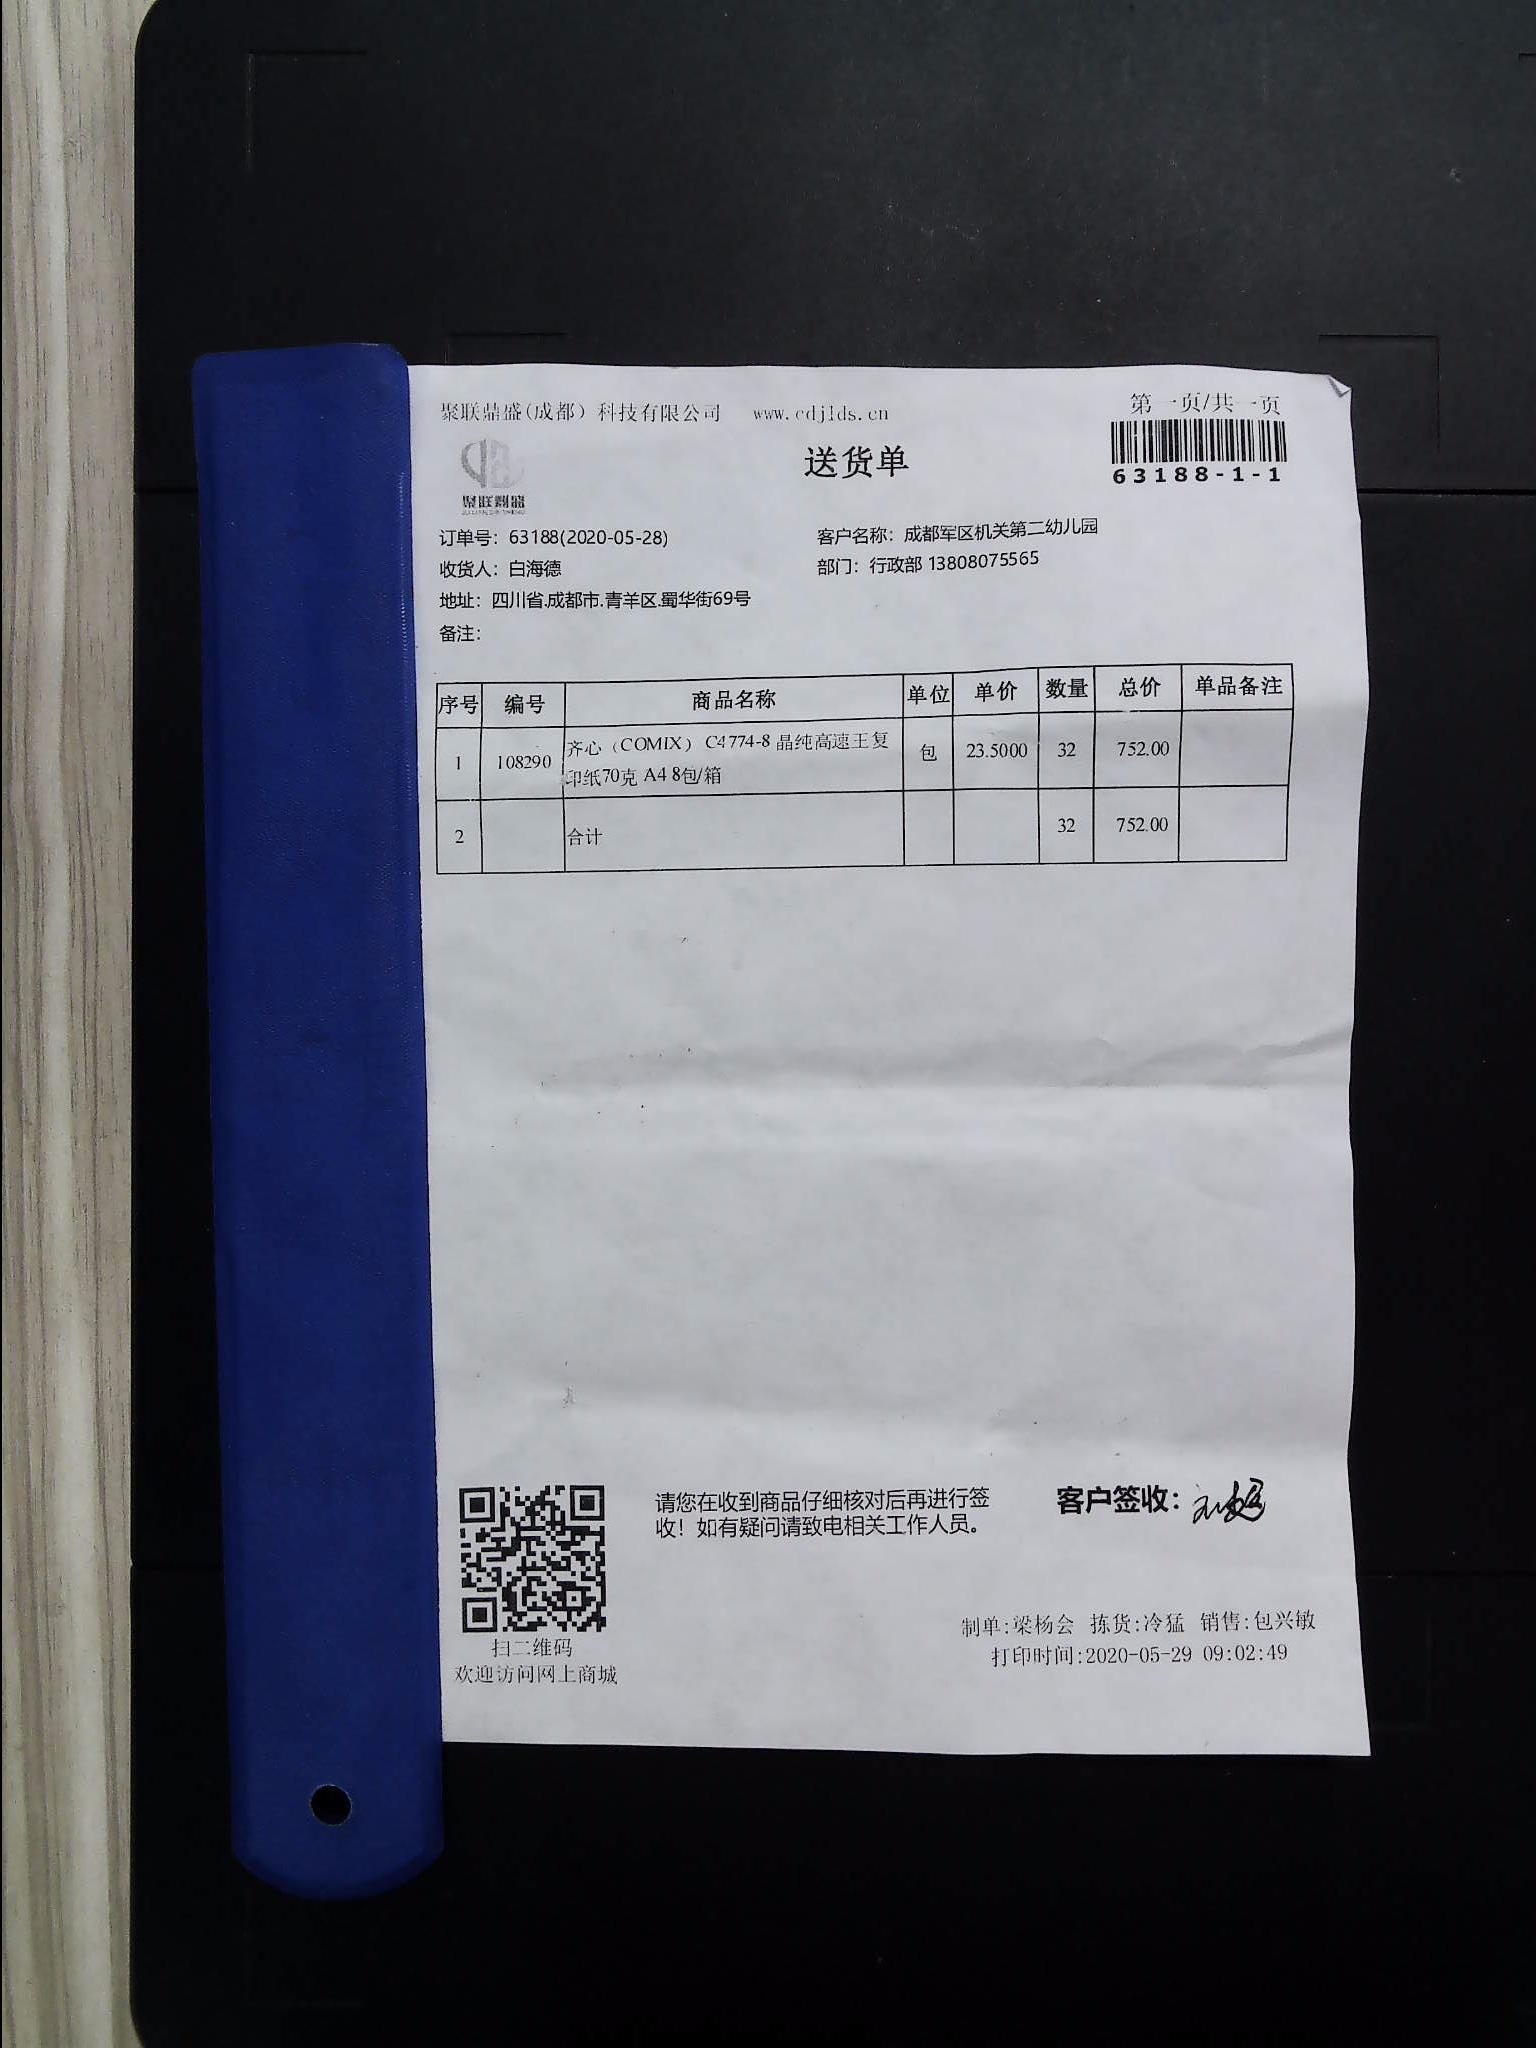 聚联鼎盛(成都)科技有限公司 www.cdjlds.cn
第一页/共一页
聚联鼎盛
送货单
63188-1-1
订单号：63188(2020-05-28)
客户名称：成都军区机关第二幼儿园
收货人：白海德
部门：行政部 13808075565
地址：四川省.成都市.青羊区.蜀华街69号
备注：
序号 编号 商品名称 单位 单价 数量 总价 单品备注
1 108290 齐心（COMIX） C4774-8 晶纯高速王复
印纸70克 A4 8包/箱 包 23.5000 32 752.00
2 合计 32 752.00
请您在收到商品仔细核对后再进行签
收！如有疑问请致电相关工作人员。
客户签收：
扫二维码
欢迎访问网上商城
制单:梁杨会 拣货:冷猛 销售:包兴敏
打印时间:2020-05-29 09:02:49